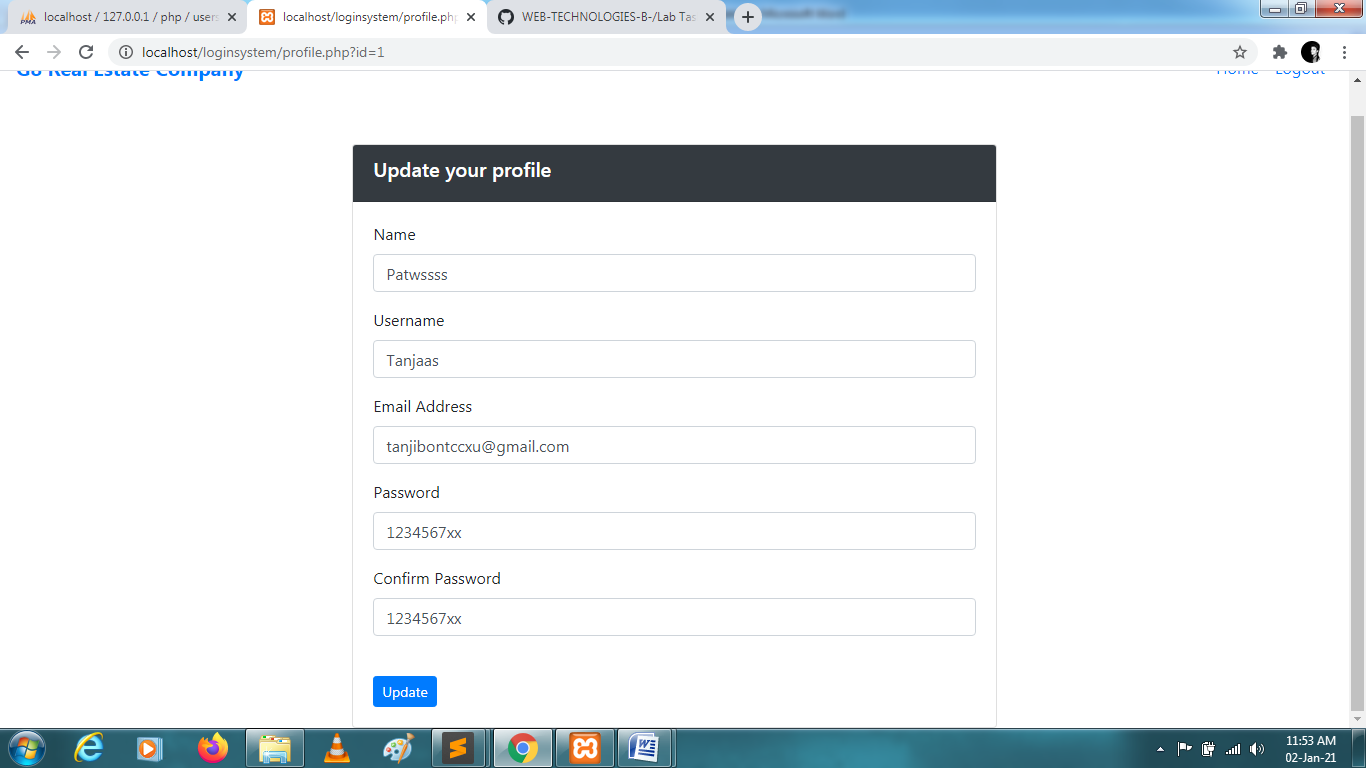 localhost / 127.0.0.1 / php / users
localhost/loginsystem/profile.php
WEB-TECHNOLOGIES-B-/Lab Tas
Microsoft Word
localhost/loginsystem/profile.php?id=1
Real Estate Company
Home Logout
Update your profile
Name
Patwssss
Username
Tanjaas
Email Address
tanjibontccxu@gmail.com
Password
1234567xx
Confirm Password
1234567xx
Update
11:53 AM
02-Jan-21